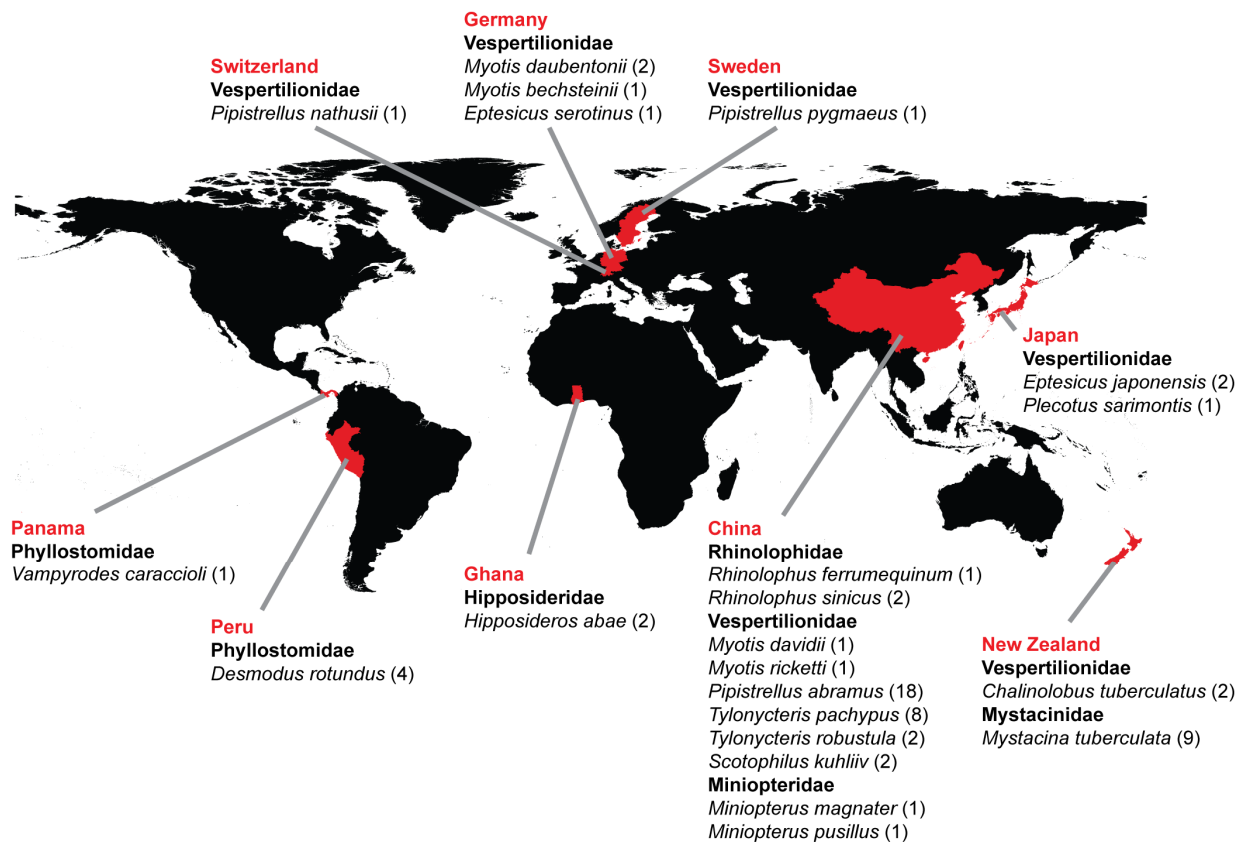 Germany
Vespertilionidae
Myotis daubentonii (2)
Myotis bechsteinii (1)
Eptesicus serotinus (1)
Switzerland
Vespertilionidae
Pipistrellus nathusii (1)
Sweden
Vespertilionidae
Pipistrellus pygmaeus (1)
Japan
Vespertilionidae
Eptesicus japonensis (2)
Plecotus sarimontis (1)
Panama
Phyllostomidae
Vampyrodes caraccioli (1)
Peru
Phyllostomidae
Desmodus rotundus (4)
Ghana
Hipposideridae
Hipposideros abae (2)
China
Rhinolophidae
Rhinolophus ferrumequinum (1)
Rhinolophus sinicus (2)
Vespertilionidae
Myotis davidii (1)
Myotis ricketti (1)
Pipistrellus abramus (18)
Tylonycteris pachypus (8)
Tylonycteris robustula (2)
Scotophilus kuhliiv (2)
Miniopteridae
Miniopterus magnater (1)
Miniopterus pusillus (1)
New Zealand
Vespertilionidae
Chalinolobus tuberculatus (2)
Mystacinidae
Mystacina tuberculata (9)